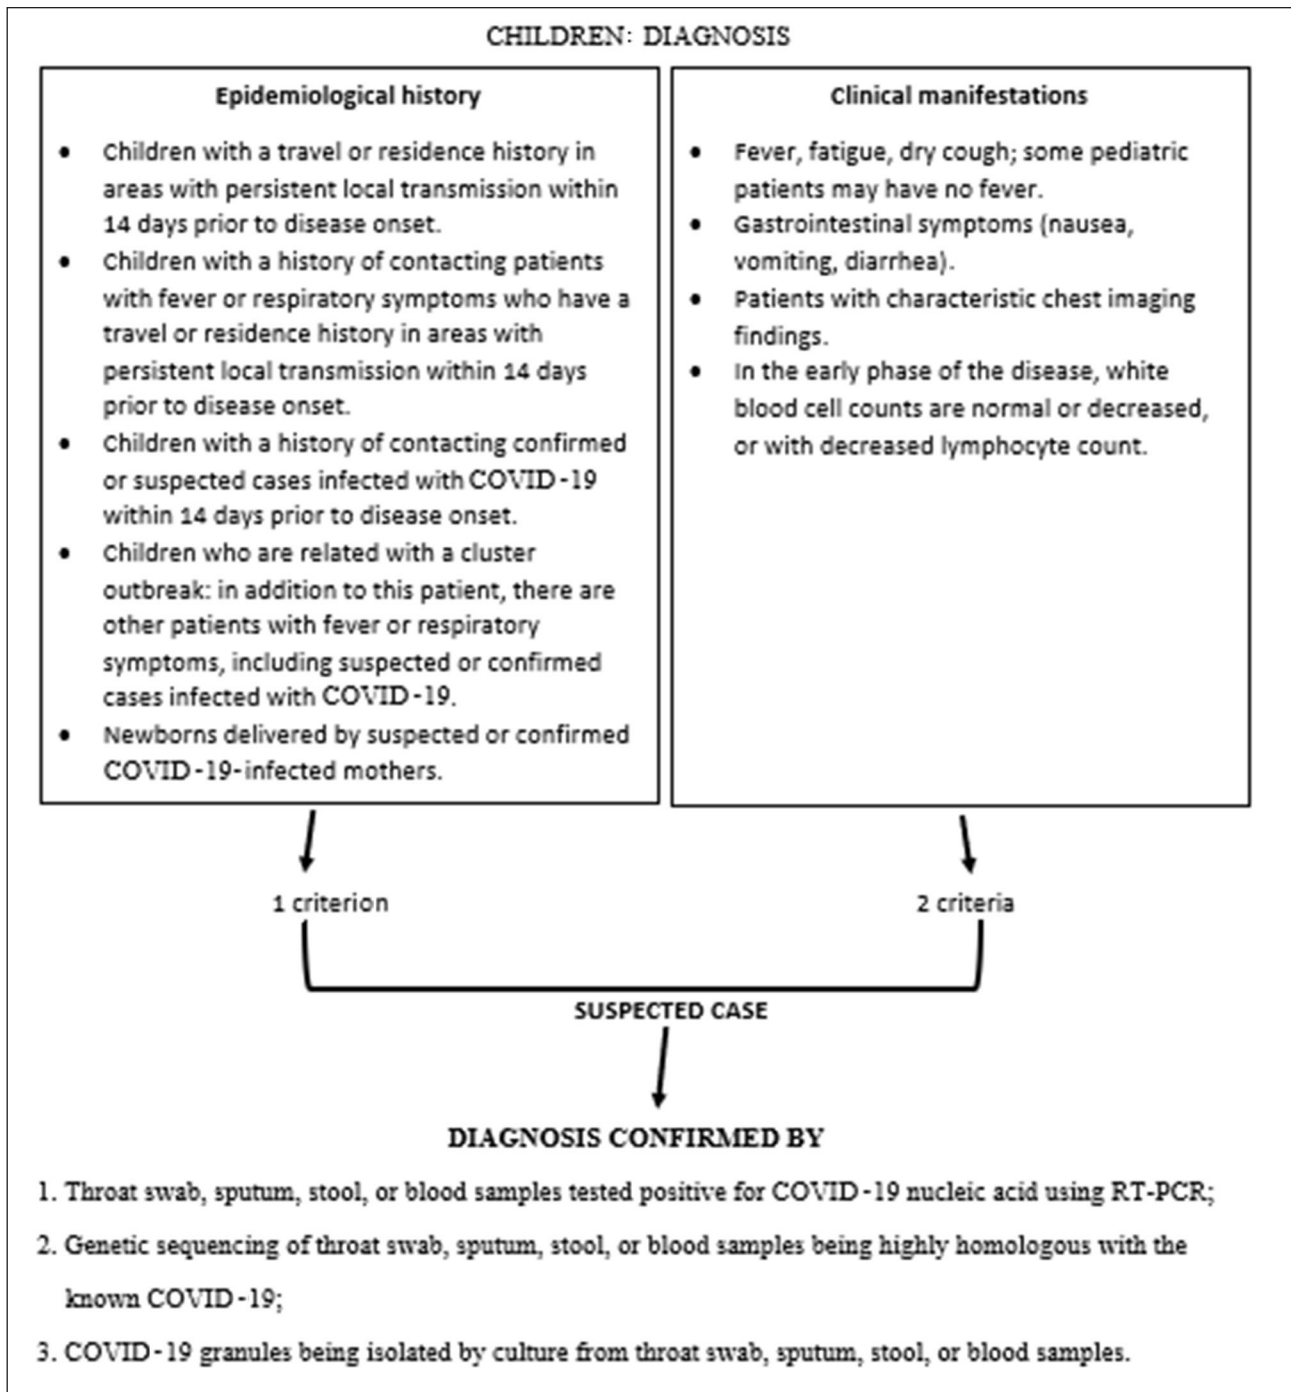 CHILDREN: DIAGNOSIS
Epidemiological history
• Children with a travel or residence history in
areas with persistent local transmission within
14 days prior to disease onset.
• Children with a history of contacting patients
with fever or respiratory symptoms who have a
travel or residence history in areas with
persistent local transmission within 14 days
prior to disease onset.
• Children with a history of contacting confirmed
or suspected cases infected with COVID-19
within 14 days prior to disease onset.
• Children who are related with a cluster
outbreak: in addition to this patient, there are
other patients with fever or respiratory
symptoms, including suspected or confirmed
cases infected with COVID-19.
• Newborns delivered by suspected or confirmed
COVID-19-infected mothers.
Clinical manifestations
• Fever, fatigue, dry cough; some pediatric
patients may have no fever.
• Gastrointestinal symptoms (nausea,
vomiting, diarrhea).
• Patients with characteristic chest imaging
findings.
• In the early phase of the disease, white
blood cell counts are normal or decreased,
or with decreased lymphocyte count.
1 criterion
2 criteria
SUSPECTED CASE
DIAGNOSIS CONFIRMED BY
1. Throat swab, sputum, stool, or blood samples tested positive for COVID-19 nucleic acid using RT-PCR;
2. Genetic sequencing of throat swab, sputum, stool, or blood samples being highly homologous with the
known COVID-19;
3. COVID-19 granules being isolated by culture from throat swab, sputum, stool, or blood samples.